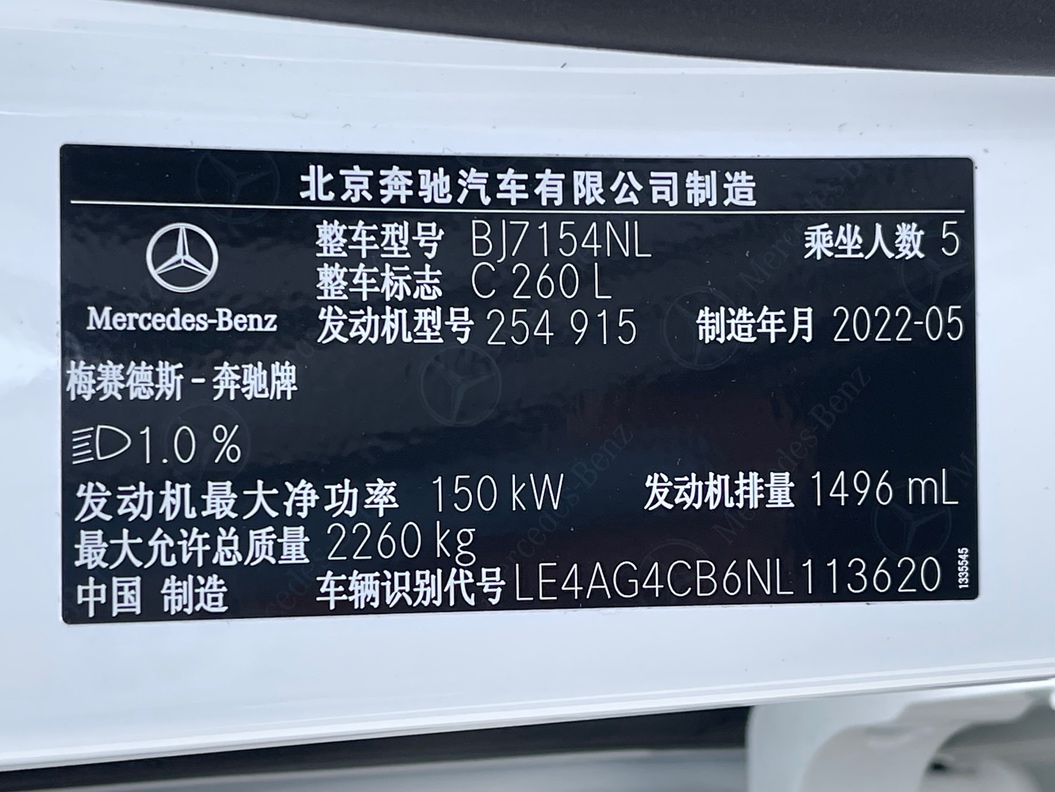 北京奔驰汽车有限公司制造
整车型号 BJ7154NL 乘坐人数 5
整车标志 C 260 L
Mercedes-Benz
发动机型号 254 915 制造年月 2022-05
梅赛德斯-奔驰牌
1.0 %
发动机最大净功率 150 kW 发动机排量 1496 mL
最大允许总质量 2260 kg
中国 制造 车辆识别代号 LE4AG4CB6NL113620
1335545